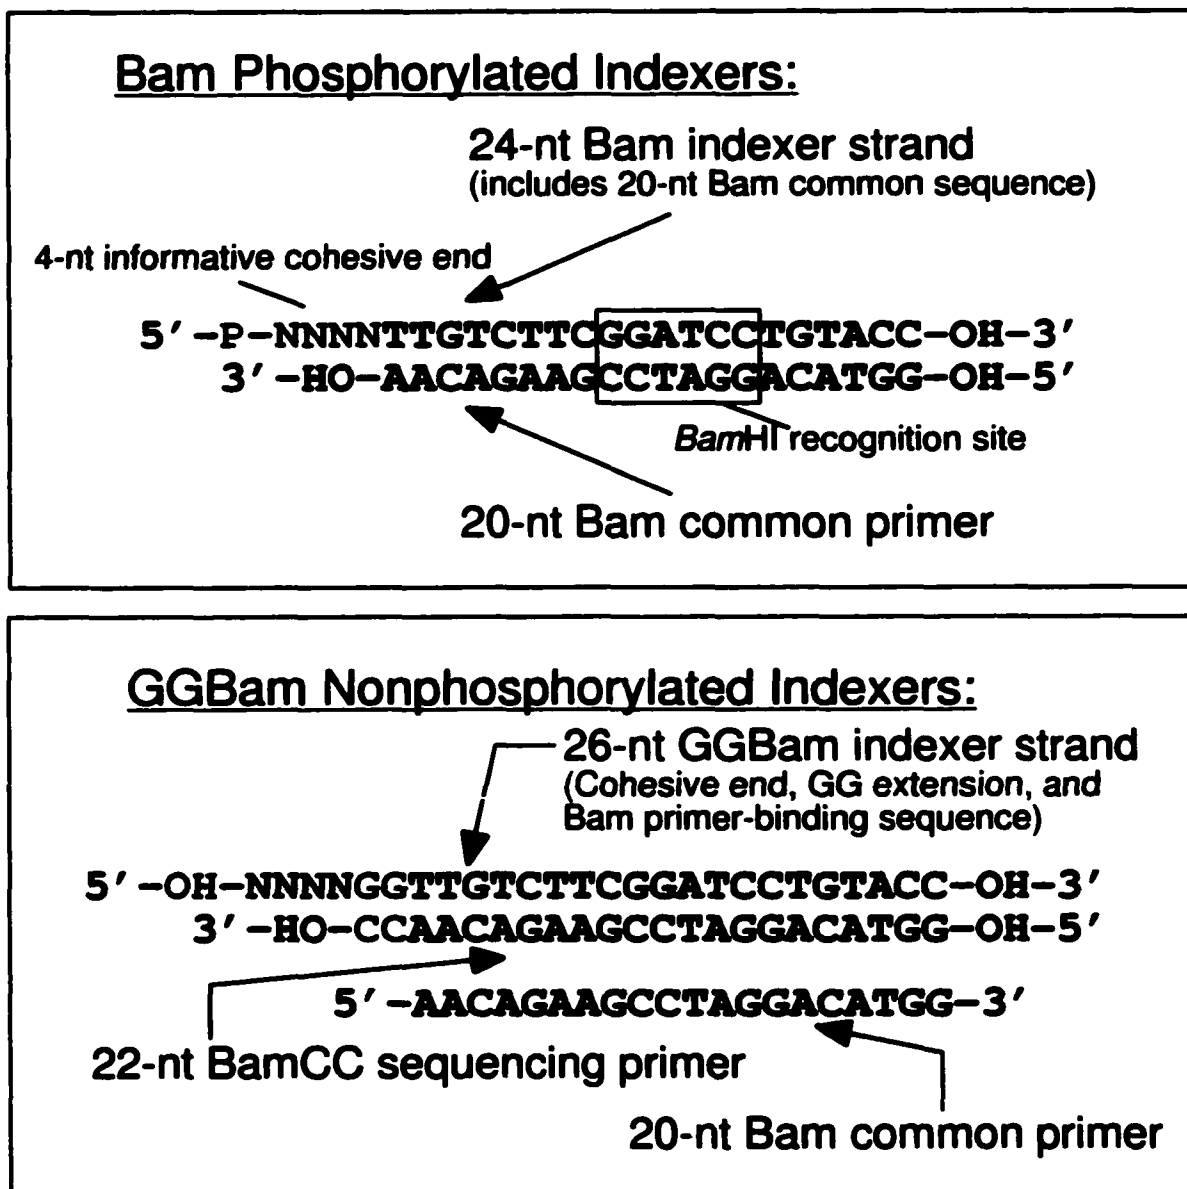 Bam Phosphorylated Indexers:
24-nt Bam indexer strand
(includes 20-nt Bam common sequence)
4-nt informative cohesive end
5′-P-NNNNTTGTCTTCGGATCCTGTACC-OH-3′
3′-HO-AACAGAAGCCTAGGACATGG-OH-5′
BamHI recognition site
20-nt Bam common primer
GGBam Nonphosphorylated Indexers:
26-nt GGBam indexer strand
(Cohesive end, GG extension, and
Bam primer-binding sequence)
5′-OH-NNNNGGTTGTCTTCGGATCCTGTACC-OH-3′
3′-HO-CCAACAGAAGCCTAGGACATGG-OH-5′
5′-AACAGAAGCCTAGGACATGG-3′
22-nt BamCC sequencing primer
20-nt Bam common primer